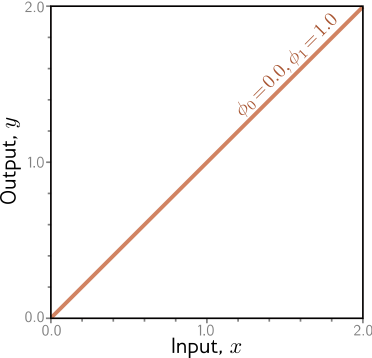 2.0
ϕ₀=0.0, ϕ₁=1.0
Output, y
1.0
0.0
0.0 1.0 2.0
Input, x